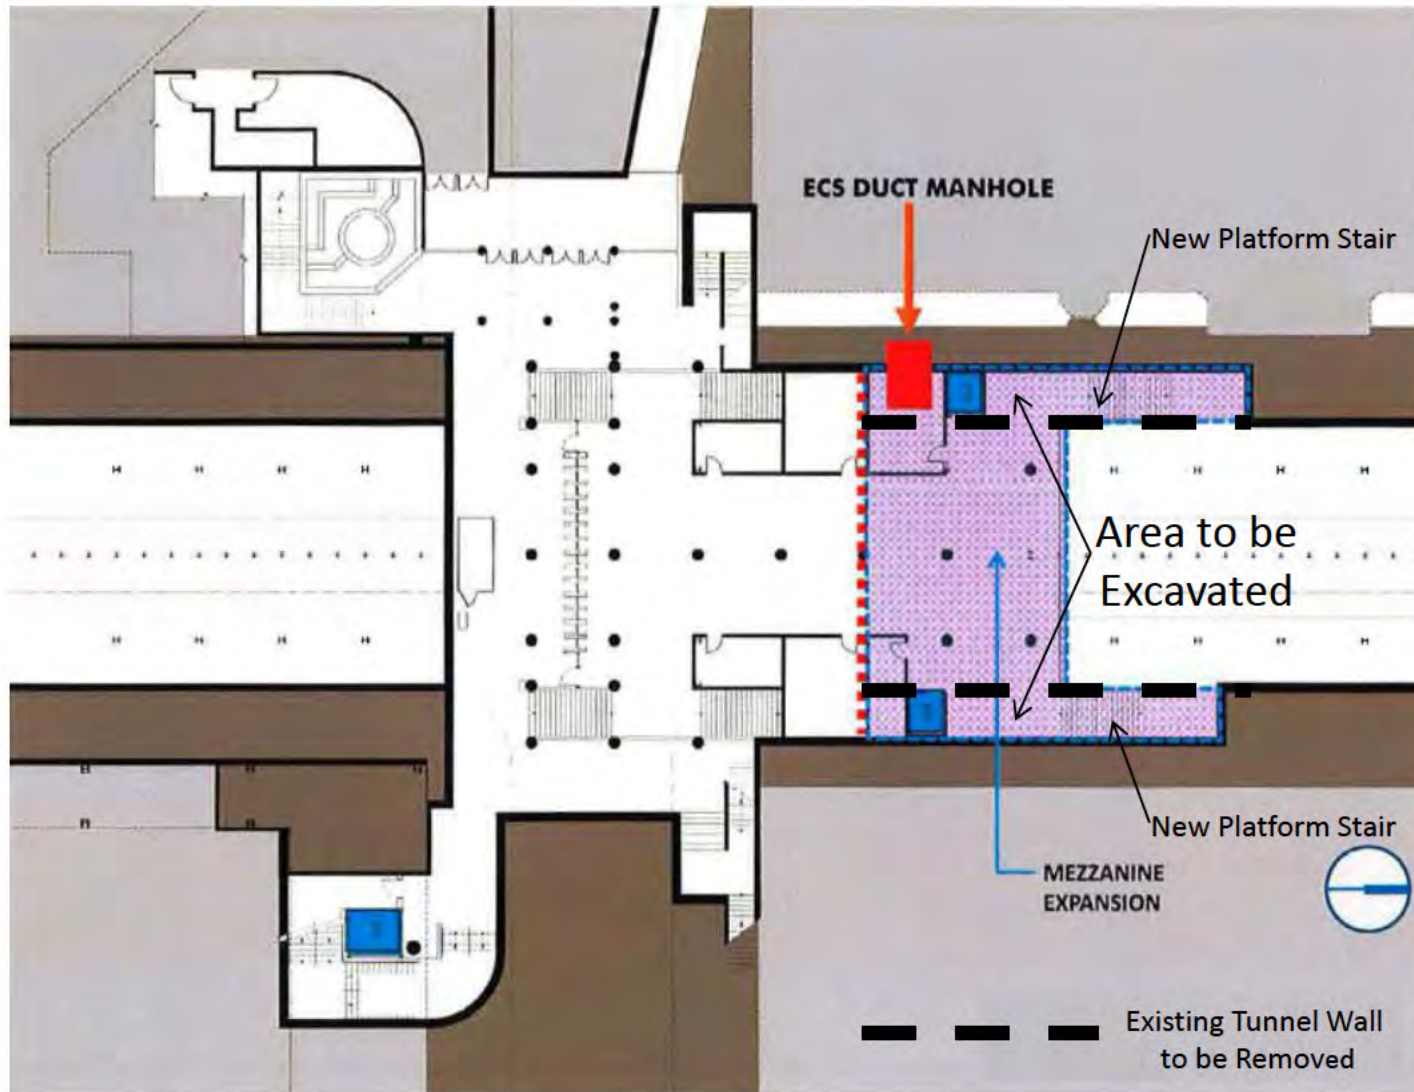 ECS DUCT MANHOLE
New Platform Stair
Area to be
Excavated
New Platform Stair
MEZZANINE
EXPANSION
Existing Tunnel Wall
to be Removed